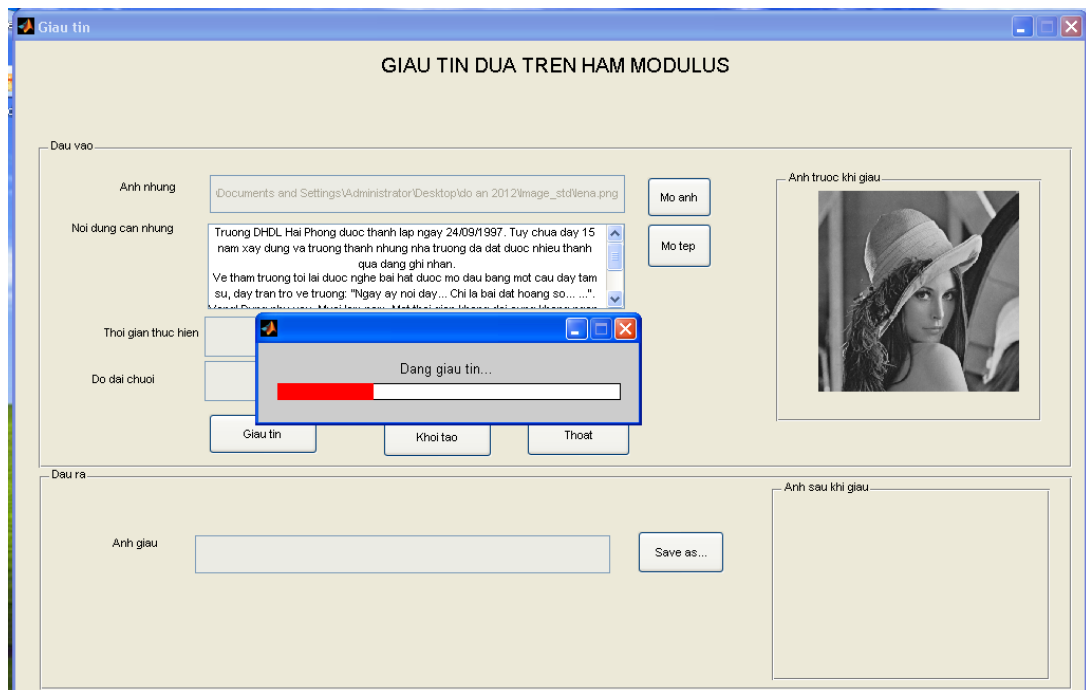 Giau tin
GIAU TIN DUA TREN HAM MODULUS
Dau vao
Anh nhung
\Documents and Settings\Administrator\Desktop\do an 2012\Image_std\lena.png
Mo anh
Anh truoc khi giau
Noi dung can nhung
Truong DHDL Hai Phong duoc thanh lap ngay 24/09/1997. Tuy chua day 15
nam xay dung va truong thanh nhung nha truong da dat duoc nhieu thanh
qua dang ghi nhan.
Ve tham truong toi lai duoc nghe bai hat duoc mo dau bang mot cau day tam
su, day tran tro ve truong: "Ngay ay noi day... Chi la bai dat hoang so... ...".
Mo tep
Thoi gian thuc hien
Dang giau tin...
Do dai chuoi
Giau tin
Khoi tao
Thoat
Dau ra
Anh sau khi giau
Anh giau
Save as...